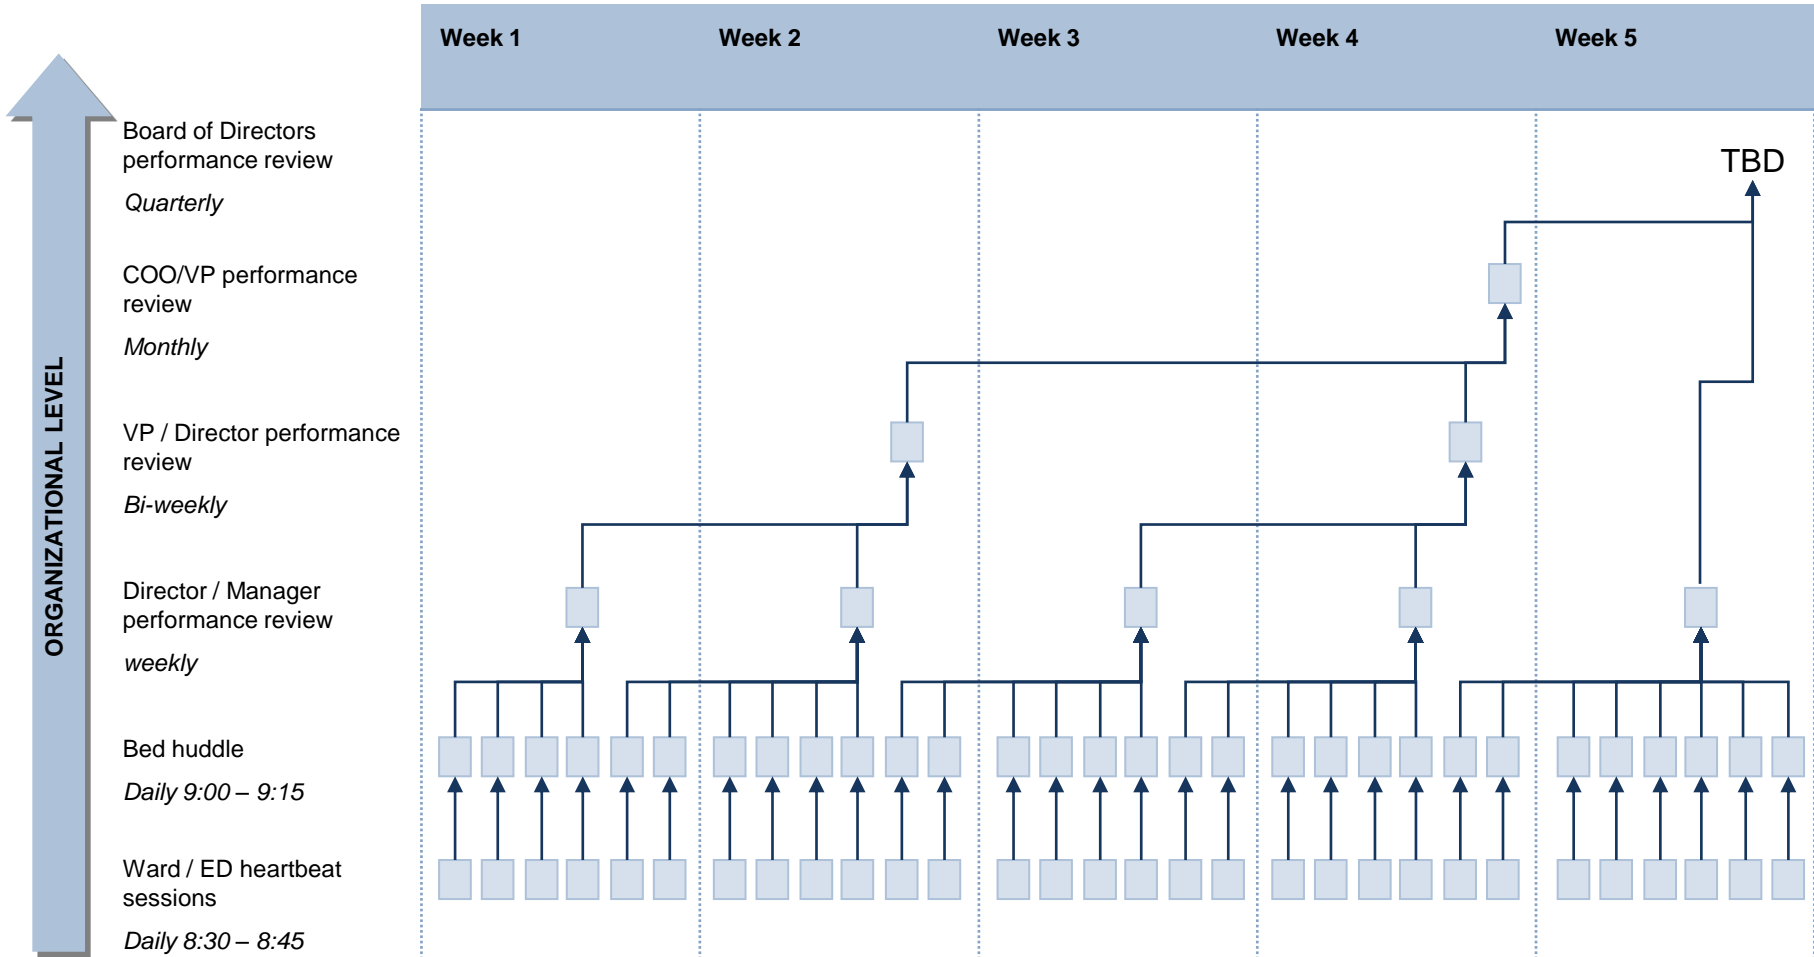 Week 1
Week 2
Week 3
Week 4
Week 5
ORGANIZATIONAL LEVEL
Board of Directors
performance review
Quarterly
TBD
COO/VP performance
review
Monthly
VP / Director performance
review
Bi-weekly
Director / Manager
performance review
weekly
Bed huddle
Daily 9:00 – 9:15
Ward / ED heartbeat
sessions
Daily 8:30 – 8:45